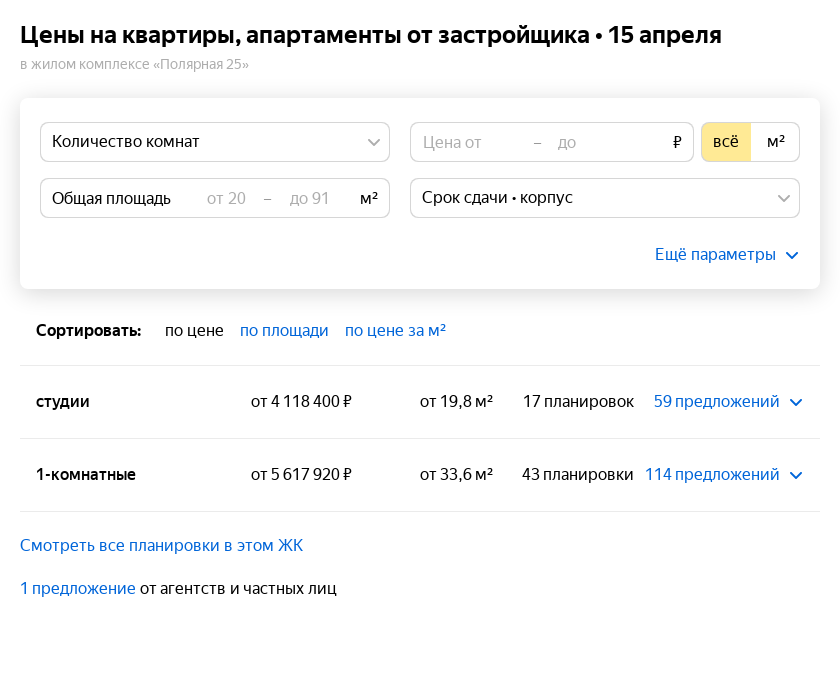 Цены на квартиры, апартаменты от застройщика • 15 апреля
в жилом комплексе «Полярная 25»
Количество комнат
Цена от – до ₽ всё м²
Общая площадь от 20 – до 91 м²
Срок сдачи • корпус
Ещё параметры
Сортировать: по цене по площади по цене за м²
студии от 4 118 400 ₽ от 19,8 м² 17 планировок 59 предложений
1-комнатные от 5 617 920 ₽ от 33,6 м² 43 планировки 114 предложений
Смотреть все планировки в этом ЖК
1 предложение от агентств и частных лиц